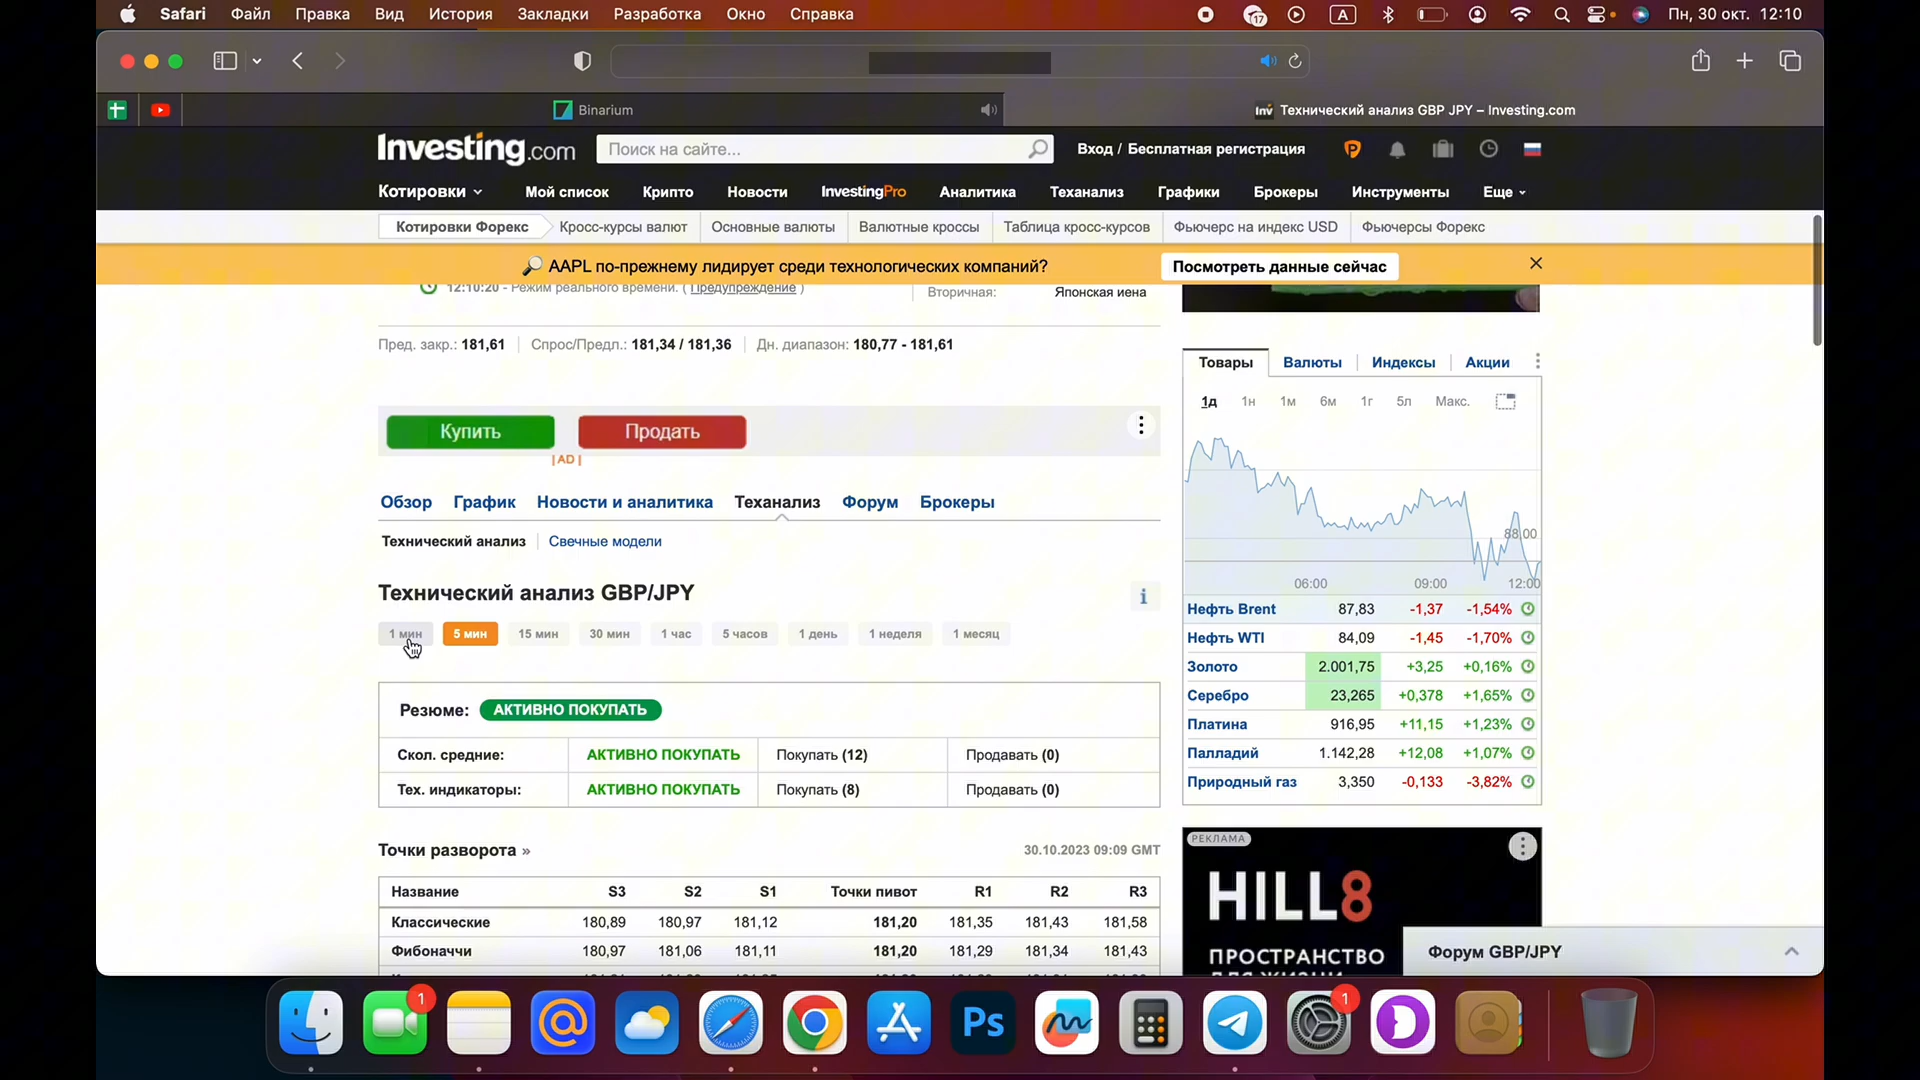 Safari Файл Правка Вид История Закладки Разработка Окно Справка 17 A Пн, 30 окт. 12:10
Binarium
inv Технический анализ GBP JPY – Investing.com
Investing.com Поиск на сайте... Вход / Бесплатная регистрация
Котировки Мой список Крипто Новости InvestingPro Аналитика Теханализ Графики Брокеры Инструменты Еще
Котировки Форекс Кросс-курсы валют Основные валюты Валютные кроссы Таблица кросс-курсов Фьючерс на индекс USD Фьючерсы Форекс
AAPL по-прежнему лидирует среди технологических компаний? Посмотреть данные сейчас
12:10:20 - Режим реального времени. ( Предупреждение ) Вторичная: Японская иена
Пред. закр.: 181,61 Спрос/Предл.: 181,34 / 181,36 Дн. диапазон: 180,77 - 181,61
Купить Продать
AD
Обзор График Новости и аналитика Теханализ Форум Брокеры
Технический анализ Свечные модели
Технический анализ GBP/JPY
1 мин 5 мин 15 мин 30 мин 1 час 5 часов 1 день 1 неделя 1 месяц
Резюме: АКТИВНО ПОКУПАТЬ
Скол. средние: АКТИВНО ПОКУПАТЬ Покупать (12) Продавать (0)
Тех. индикаторы: АКТИВНО ПОКУПАТЬ Покупать (8) Продавать (0)
Точки разворота » 30.10.2023 09:09 GMT
Название S3 S2 S1 Точки пивот R1 R2 R3
Классические 180,89 180,97 181,12 181,20 181,35 181,43 181,58
Фибоначчи 180,97 181,06 181,11 181,20 181,29 181,34 181,43
Товары Валюты Индексы Акции
1д 1н 1м 6м 1г 5л Макс.
88,00
06:00 09:00 12:00
Нефть Brent 87,83 -1,37 -1,54%
Нефть WTI 84,09 -1,45 -1,70%
Золото 2.001,75 +3,25 +0,16%
Серебро 23,265 +0,378 +1,65%
Платина 916,95 +11,15 +1,23%
Палладий 1.142,28 +12,08 +1,07%
Природный газ 3,350 -0,133 -3,82%
РЕКЛАМА
HILL8
ПРОСТРАНСТВО
Форум GBP/JPY
1
Ps
1